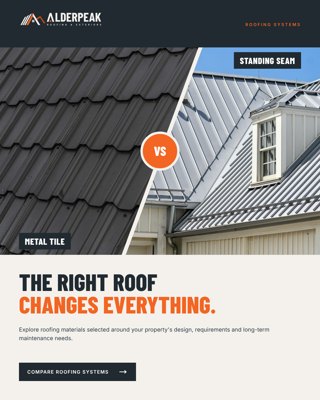 ALDERPEAK
ROOFING & EXTERIORS
ROOFING SYSTEMS
STANDING SEAM
VS
METAL TILE
THE RIGHT ROOF
CHANGES EVERYTHING.
Explore roofing materials selected around your property's design, requirements and long-term
maintenance needs.
COMPARE ROOFING SYSTEMS →